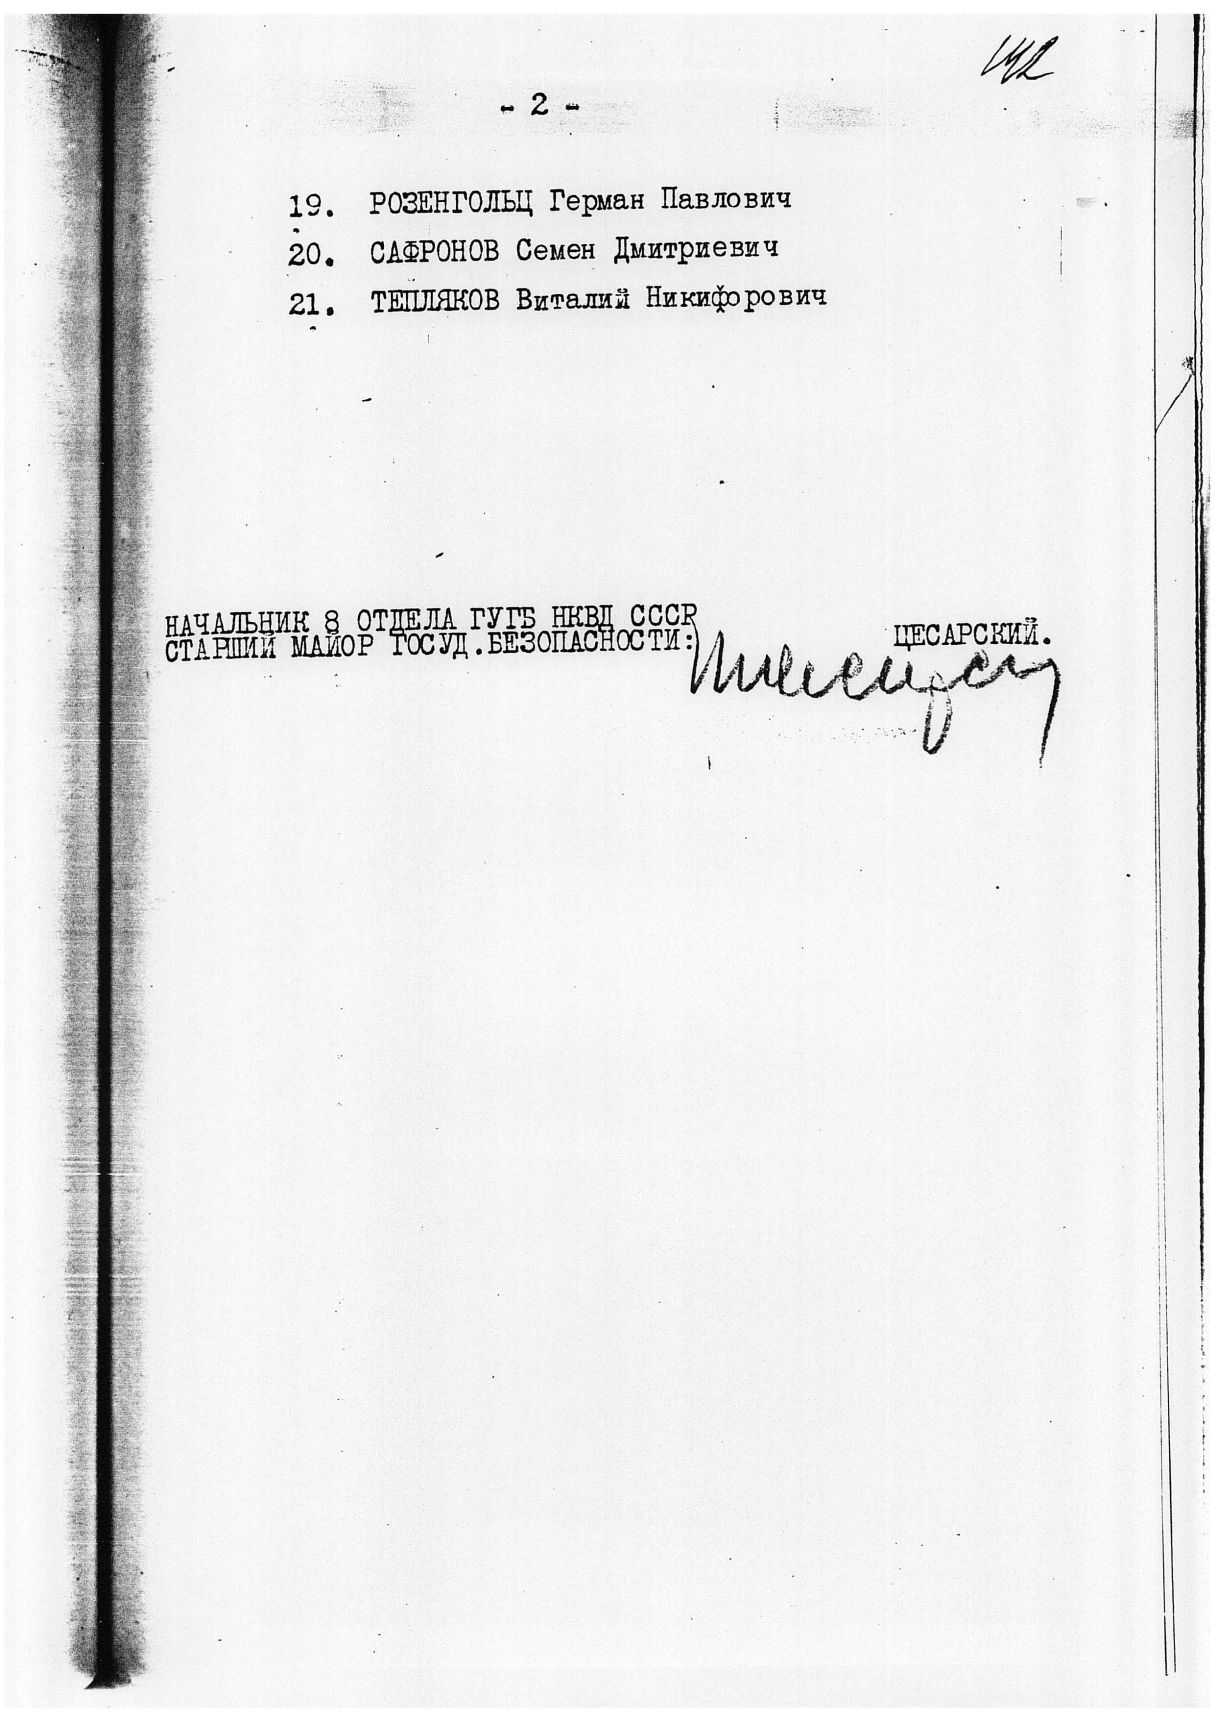 142
- 2 -
19. РОЗЕНГОЛЬЦ Герман Павлович
20. САФРОНОВ Семен Дмитриевич
21. ТЕПЛЯКОВ Виталий Никифорович
НАЧАЛЬНИК 8 ОТДЕЛА ГУГБ НКВД СССР
СТАРШИЙ МАЙОР ГОСУД.БЕЗОПАСНОСТИ:
ЦЕСАРСКИЙ.